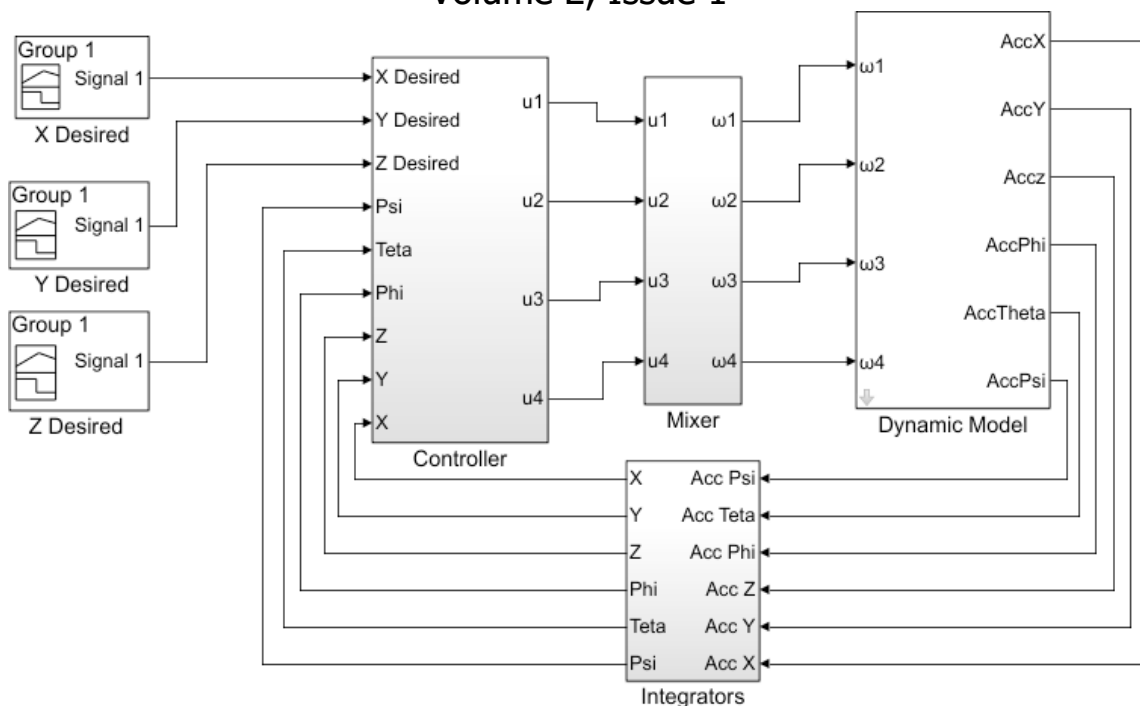 Volume 2, Issue 1
Group 1
Signal 1
X Desired
Group 1
Signal 1
Y Desired
Group 1
Signal 1
Z Desired
X Desired
Y Desired
Z Desired
Psi
Teta
Phi
Z
Y
X
u1
u2
u3
u4
Controller
u1
u2
u3
u4
ω1
ω2
ω3
ω4
Mixer
ω1
ω2
ω3
ω4
AccX
AccY
Accz
AccPhi
AccTheta
AccPsi
Dynamic Model
X
Y
Z
Phi
Teta
Psi
Acc Psi
Acc Teta
Acc Phi
Acc Z
Acc Y
Acc X
Integrators